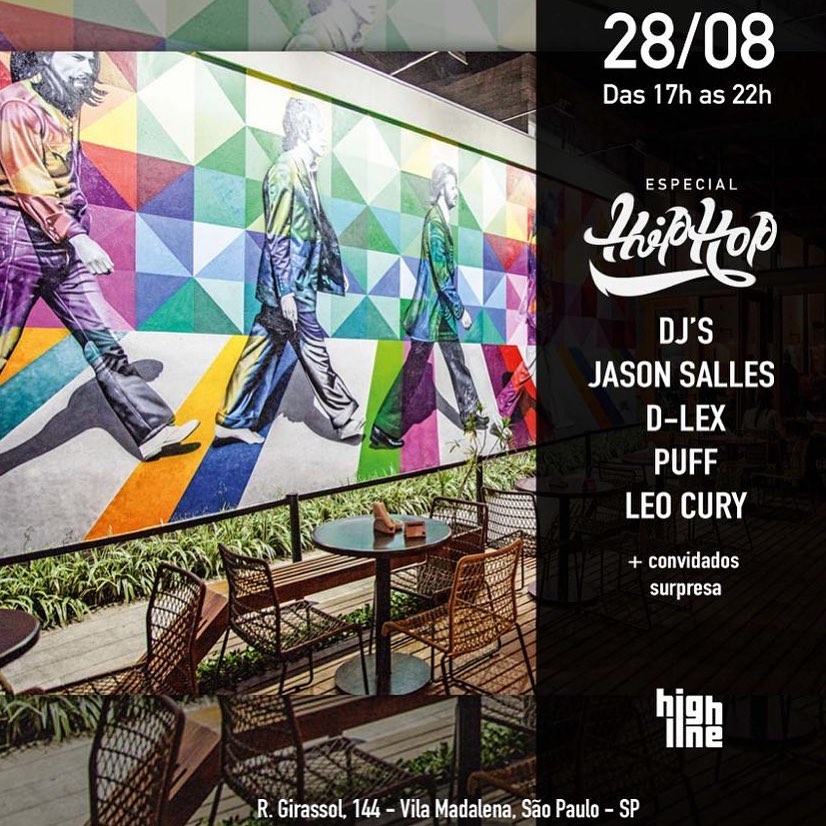 28/08
Das 17h as 22h
ESPECIAL
HipHop
DJ'S
JASON SALLES
D-LEX
PUFF
LEO CURY
+ convidados
surpresa
high
line
R. Girassol, 144 - Vila Madalena, São Paulo - SP